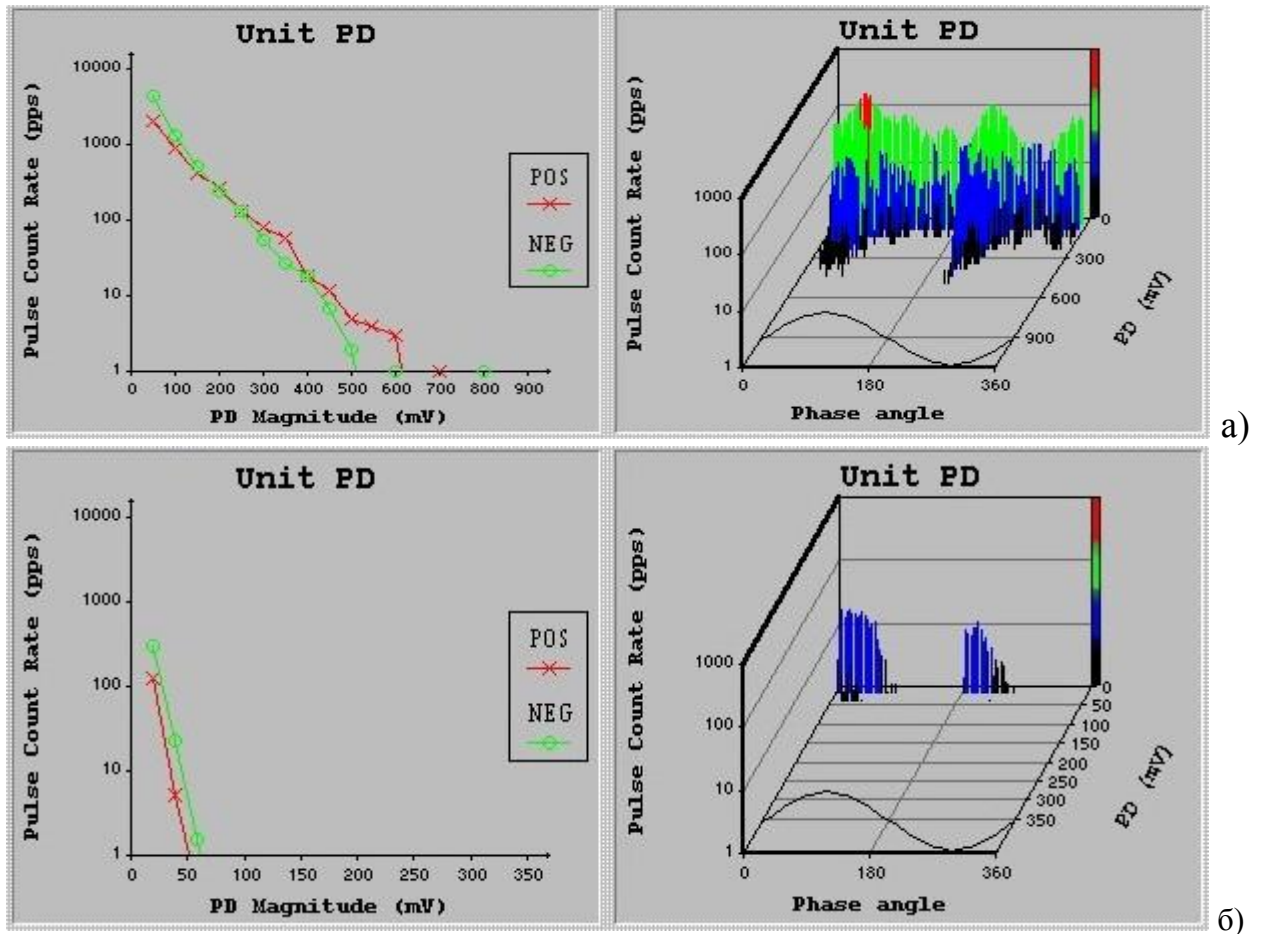 Unit PD
Pulse Count Rate (pps)
10000
1000
100
10
1
0 100 200 300 400 500 600 700 800 900
PD Magnitude (mV)
POS
NEG
Unit PD
Pulse Count Rate (pps)
1000
100
10
1
0 180 360
Phase angle
0
300
600
900
PD (mV)
а)
Unit PD
Pulse Count Rate (pps)
10000
1000
100
10
1
0 50 100 150 200 250 300 350
PD Magnitude (mV)
POS
NEG
Unit PD
Pulse Count Rate (pps)
1000
100
10
1
0 180 360
Phase angle
0
50
100
150
200
250
300
350
PD (mV)
б)